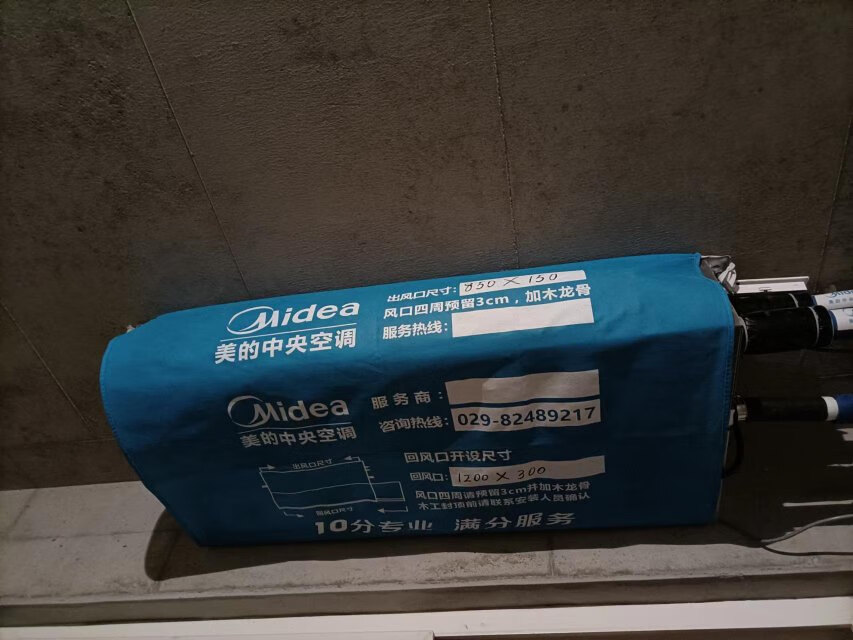 Midea
美的中央空调
出风口尺寸: 850×150
风口四周预留3cm，加木龙骨
服务热线:
Midea
美的中央空调
服务商:
咨询热线: 029-82489217
回风口开设尺寸
回风口: 1200×300
风口四周请预留3cm并加木龙骨
木工封顶前请联系安装人员确认
出风口尺寸
回风口尺寸
10分专业 满分服务